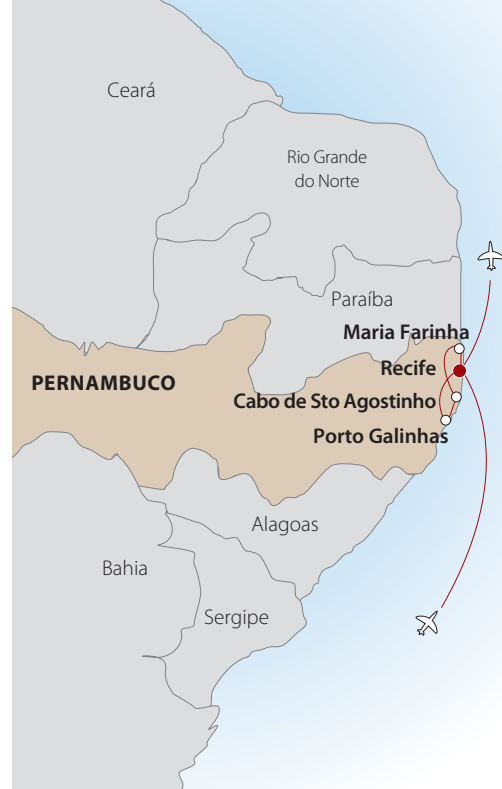 Ceará
Rio Grande
do Norte
Paraíba
Maria Farinha
Recife
PERNAMBUCO
Cabo de Sto Agostinho
Porto Galinhas
Alagoas
Bahia
Sergipe